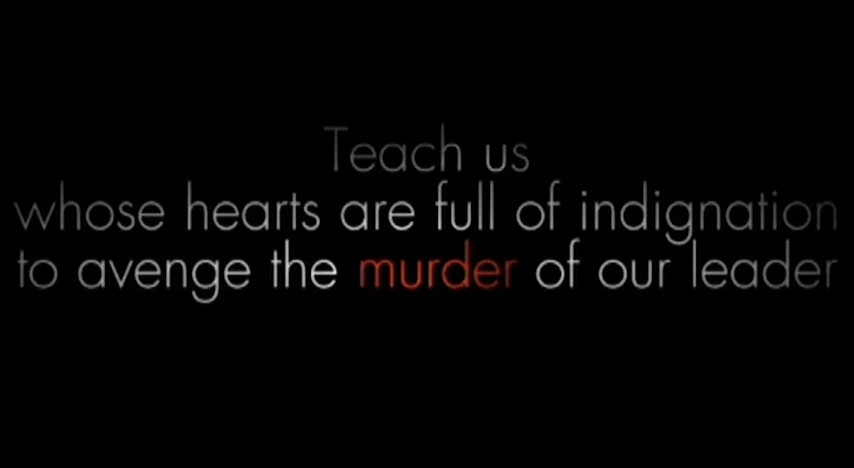 Teach us
whose hearts are full of indignation
to avenge the murder of our leader